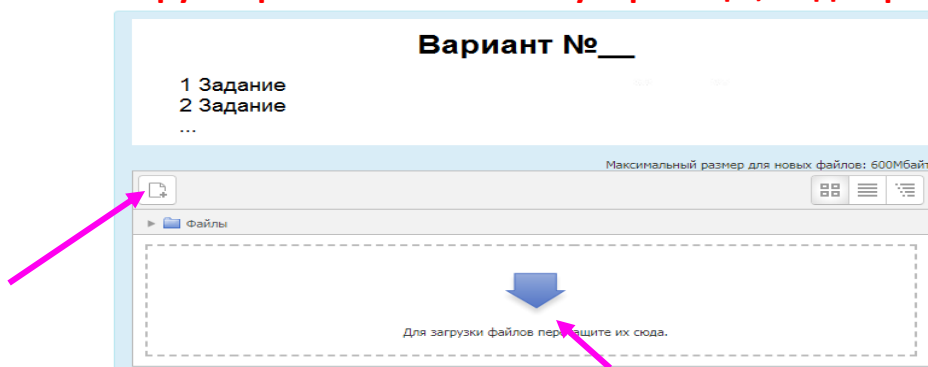 Вариант №__
1 Задание
2 Задание
...
Максимальный размер для новых файлов: 600Мбайт
Файлы
Для загрузки файлов перетащите их сюда.